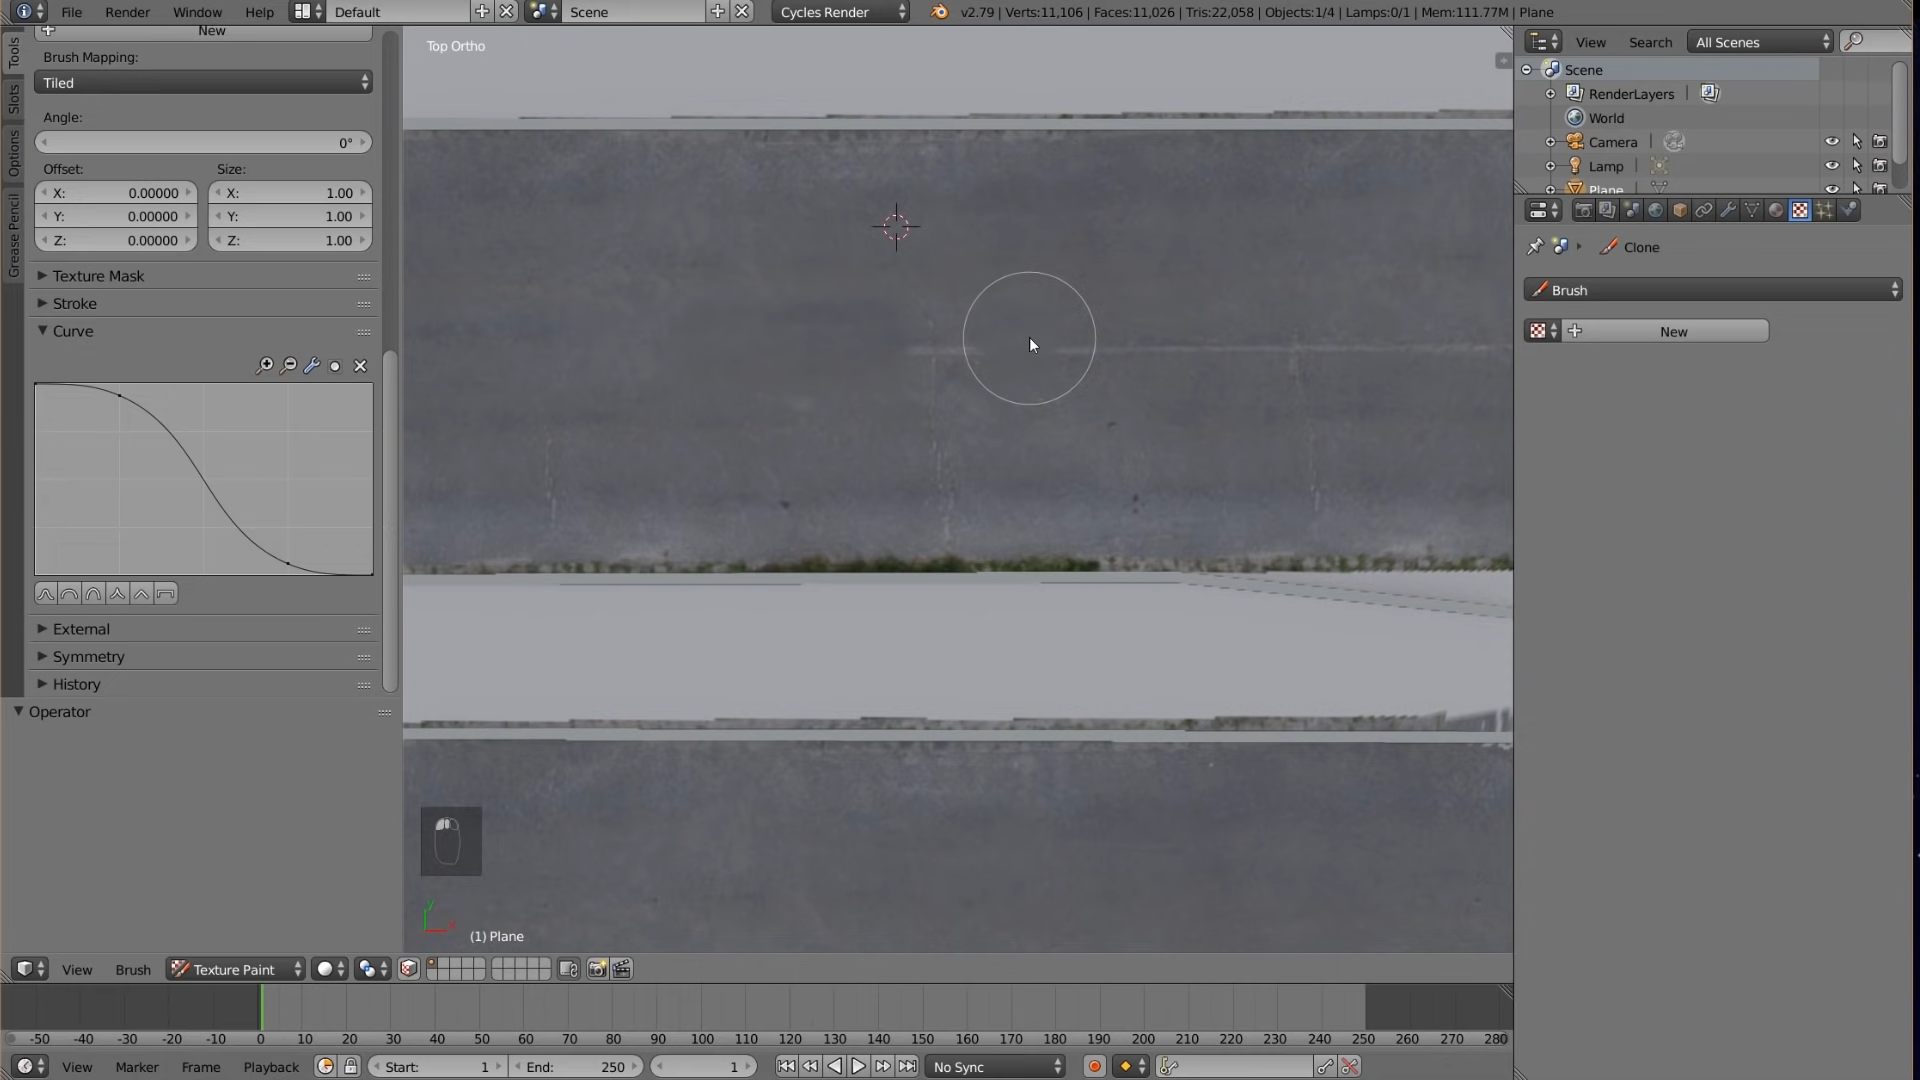 File Render Window Help Default Scene Cycles Render v2.79 | Verts:11,106 | Faces:11,026 | Tris:22,058 | Objects:1/4 | Lamps:0/1 | Mem:111.77M | Plane
New
Top Ortho
View Search All Scenes
Brush Mapping:
Tiled
Angle:
0°
Offset: Size:
X: 0.00000 X: 1.00
Y: 0.00000 Y: 1.00
Z: 0.00000 Z: 1.00
Texture Mask
Stroke
Curve
External
Symmetry
History
Operator
Tools
Slots
Options
Grease Pencil
Scene
RenderLayers
World
Camera
Lamp
Plane
Clone
Brush
New
(1) Plane
View Brush Texture Paint
-50 -40 -30 -20 -10 0 10 20 30 40 50 60 70 80 90 100 110 120 130 140 150 160 170 180 190 200 210 220 230 240 250 260 270 280
View Marker Frame Playback Start: 1 End: 250 1 No Sync
y
x